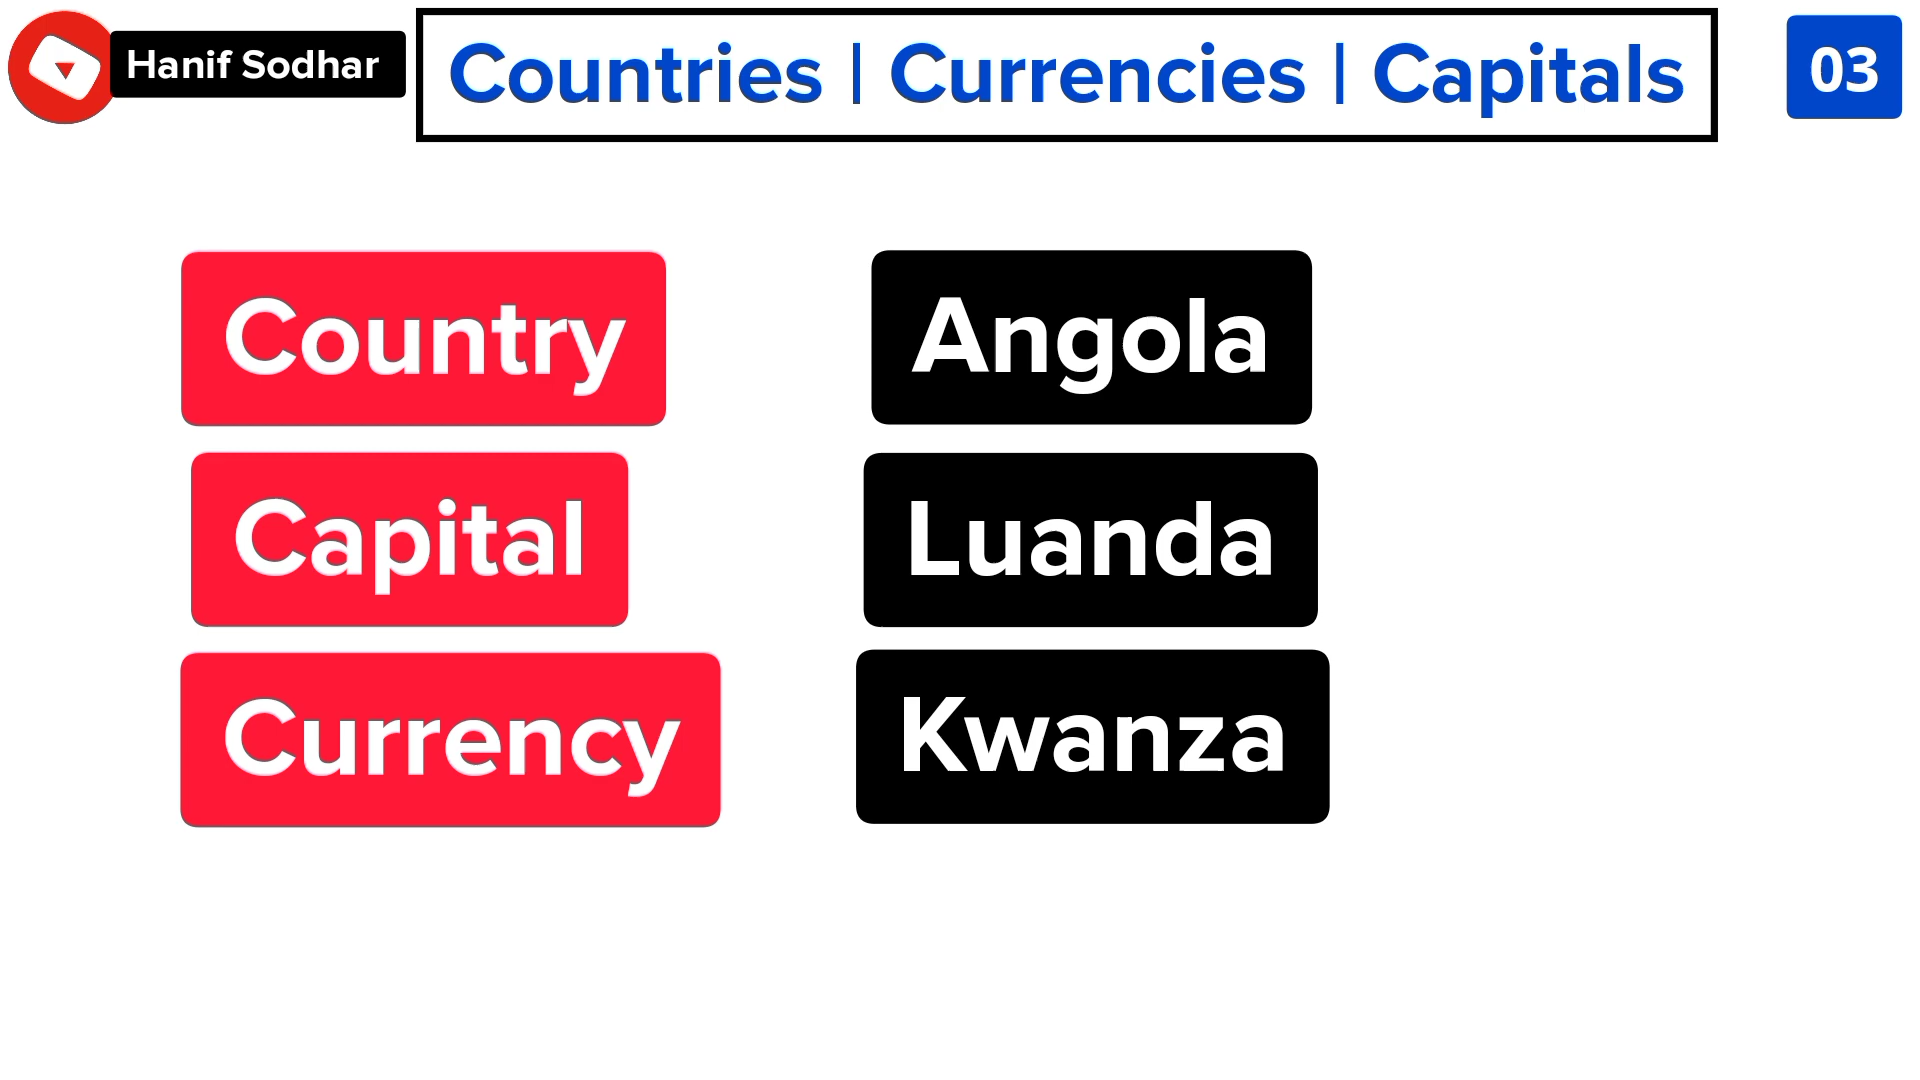 Hanif Sodhar
Countries | Currencies | Capitals
03
Country Angola
Capital Luanda
Currency Kwanza